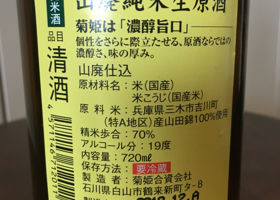 山廃純米生原酒
菊姫は「濃醇旨口」
個性をさらに際立たせる、原酒ならではの
濃醇さ、味の厚み。
山廃仕込
原材料名：米(国産)
米こうじ(国産米)
原料米：兵庫県三木市吉川町
(特A地区)産山田錦100%使用
精米歩合：70%
アルコール分：19度
内容量：720mℓ
保存方法：要冷蔵
製造者：菊姫合資会社
石川県白山市鶴来新町タ-8
米酒
品目
清酒